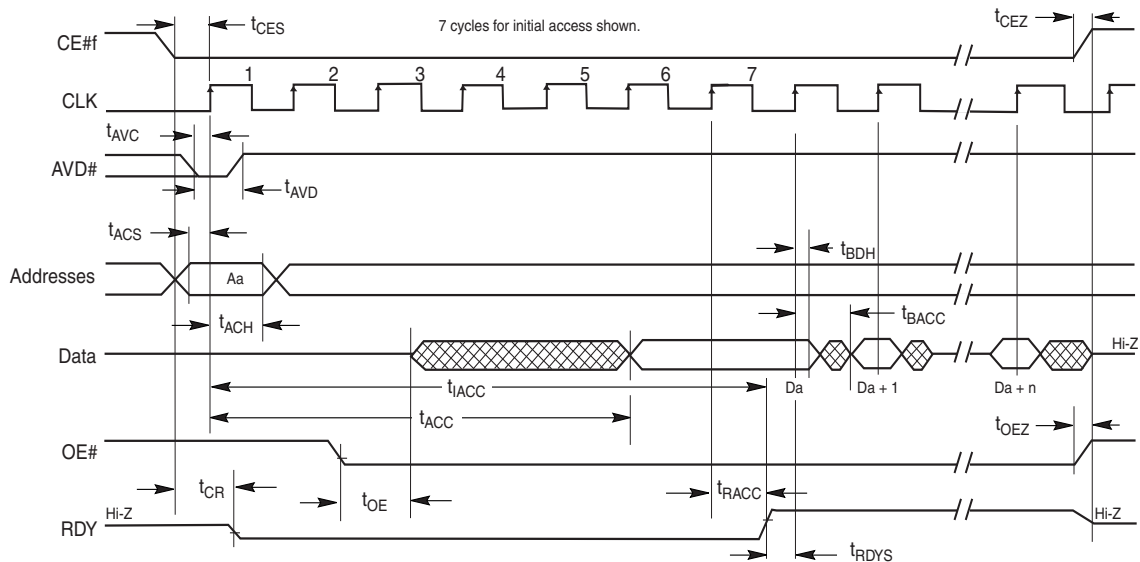 tCES
7 cycles for initial access shown.
tCEZ
CE#f
1 2 3 4 5 6 7
CLK
tAVC
AVD#
tAVD
tACS
tBDH
Addresses
Aa
tACH
tBACC
Data
Hi-Z
Da
Da + 1
Da + n
tIACC
tACC
tOEZ
OE#
tCR
tOE
tRACC
Hi-Z
RDY
Hi-Z
tRDYS